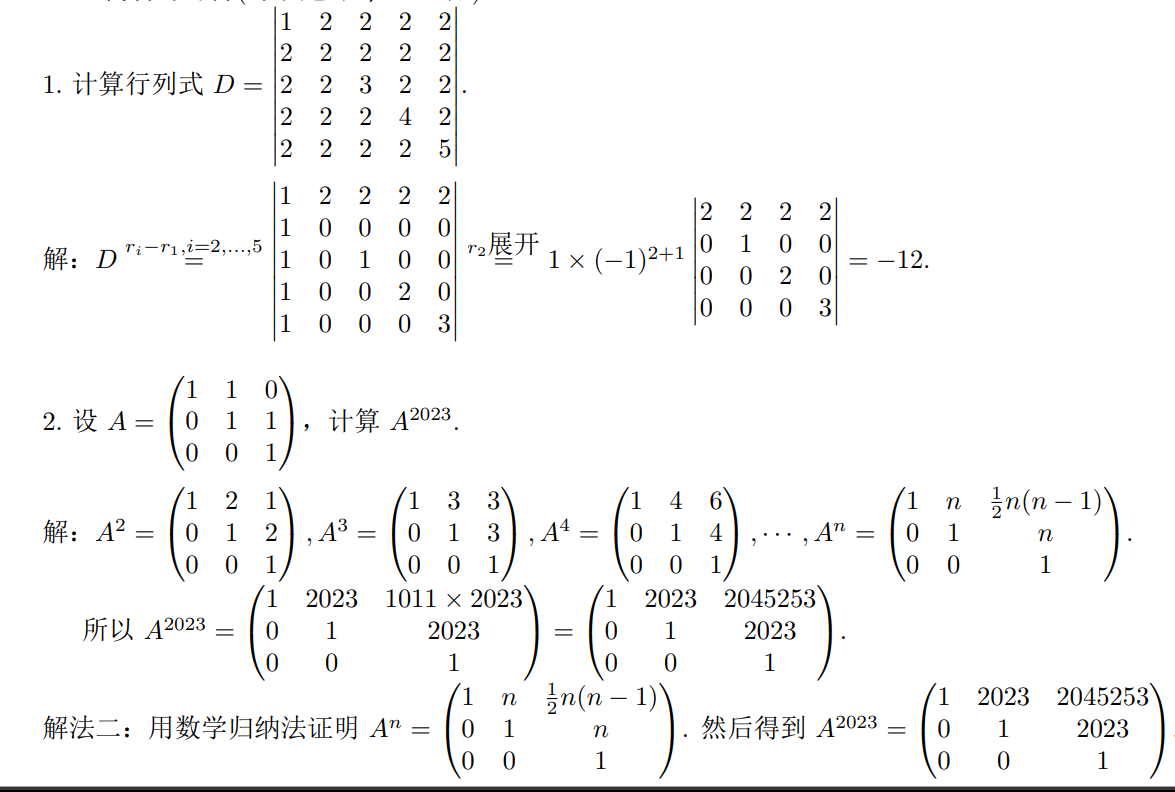 1. 计算行列式 D = |1 2 2 2 2; 2 2 2 2 2; 2 2 3 2 2; 2 2 2 4 2; 2 2 2 2 5|.
解：D \overset{r_i−r_1,i=2,...,5}{=} |1 2 2 2 2; 1 0 0 0 0; 1 0 1 0 0; 1 0 0 2 0; 1 0 0 0 3| \overset{r_2展开}{=} 1 × (−1)^{2+1} |2 2 2 2; 0 1 0 0; 0 0 2 0; 0 0 0 3| = −12.
2. 设 A = (1 1 0; 0 1 1; 0 0 1)，计算 A^{2023}.
解：A^2 = (1 2 1; 0 1 2; 0 0 1), A^3 = (1 3 3; 0 1 3; 0 0 1), A^4 = (1 4 6; 0 1 4; 0 0 1), ⋯ , A^n = (1 n ½n(n − 1); 0 1 n; 0 0 1).
所以 A^{2023} = (1 2023 1011 × 2023; 0 1 2023; 0 0 1) = (1 2023 2045253; 0 1 2023; 0 0 1).
解法二：用数学归纳法证明 A^n = (1 n ½n(n − 1); 0 1 n; 0 0 1). 然后得到 A^{2023} = (1 2023 2045253; 0 1 2023; 0 0 1).